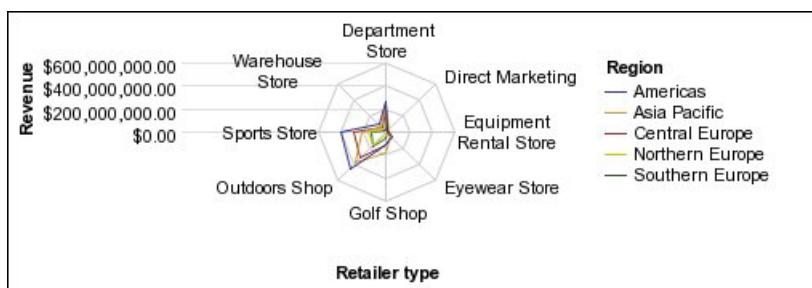 Department
Store
Direct Marketing
Equipment
Rental Store
Eyewear Store
Golf Shop
Outdoors Shop
Sports Store
Warehouse
Store
Revenue
$600,000,000.00
$400,000,000.00
$200,000,000.00
$0.00
Retailer type
Region
Americas
Asia Pacific
Central Europe
Northern Europe
Southern Europe